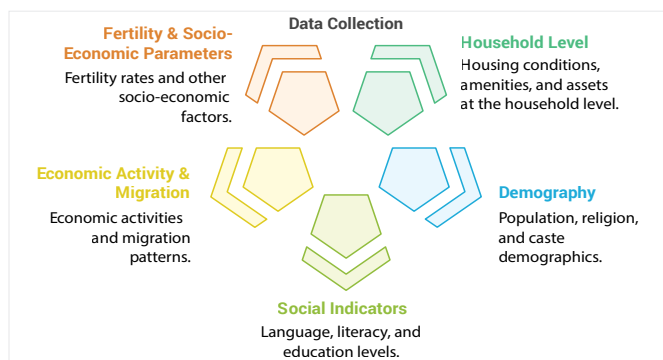 Data Collection
Fertility & Socio-
Economic Parameters
Fertility rates and other
socio-economic
factors.
Household Level
Housing conditions,
amenities, and assets
at the household level.
Economic Activity &
Migration
Economic activities
and migration
patterns.
Demography
Population, religion,
and caste
demographics.
Social Indicators
Language, literacy, and
education levels.